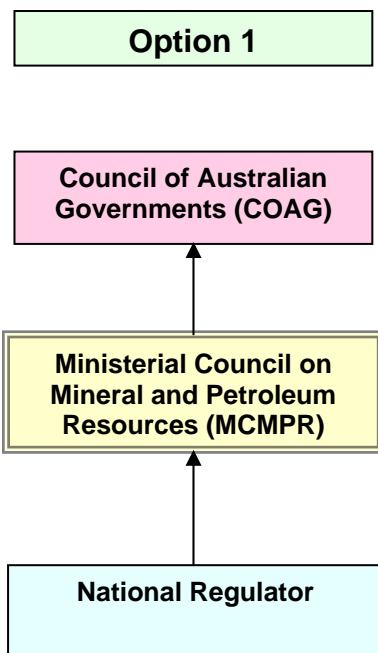 Option 1
Council of Australian
Governments (COAG)
Ministerial Council on
Mineral and Petroleum
Resources (MCMPR)
National Regulator